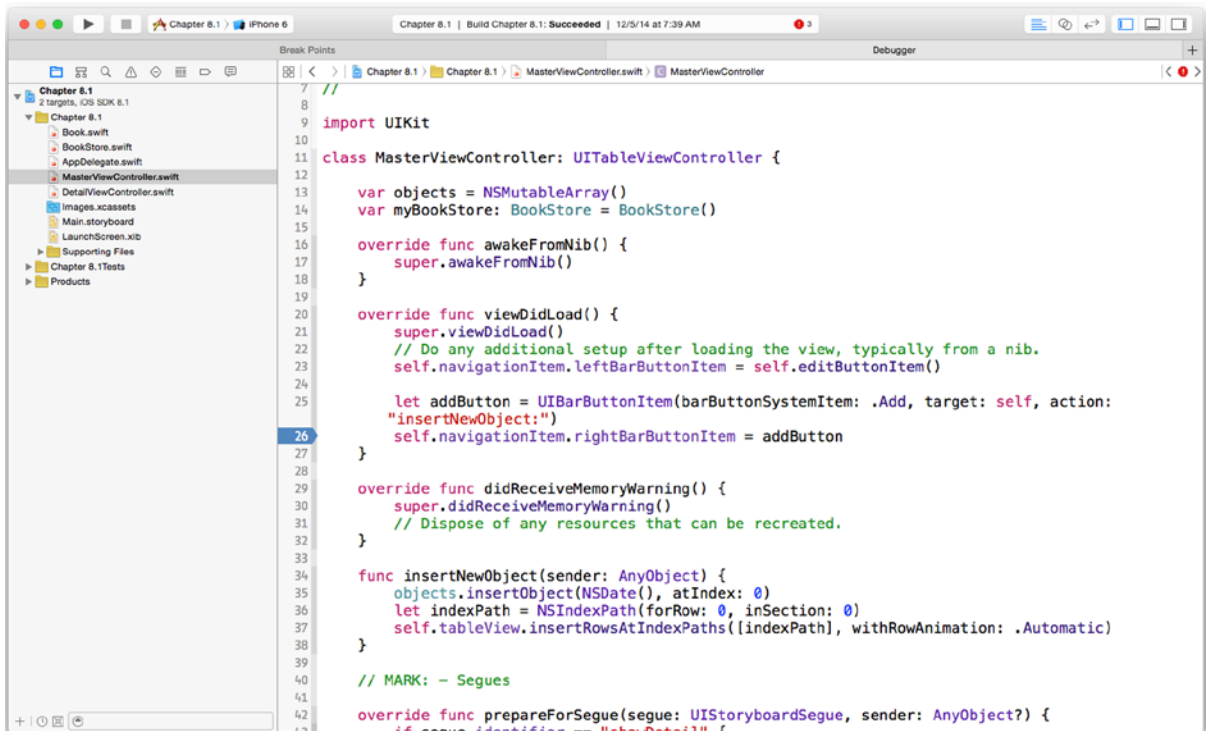 Chapter 8.1 〉 iPhone 6
Chapter 8.1 | Build Chapter 8.1: Succeeded | 12/5/14 at 7:39 AM
3
Break Points
Debugger
Chapter 8.1 〉 Chapter 8.1 〉 MasterViewController.swift 〉 MasterViewController
Chapter 8.1
2 targets, iOS SDK 8.1
Chapter 8.1
Book.swift
BookStore.swift
AppDelegate.swift
MasterViewController.swift
DetailViewController.swift
Images.xcassets
Main.storyboard
LaunchScreen.xib
Supporting Files
Chapter 8.1Tests
Products
7 //
8
9 import UIKit
10
11 class MasterViewController: UITableViewController {
12
13 var objects = NSMutableArray()
14 var myBookStore: BookStore = BookStore()
15
16 override func awakeFromNib() {
17 super.awakeFromNib()
18 }
19
20 override func viewDidLoad() {
21 super.viewDidLoad()
22 // Do any additional setup after loading the view, typically from a nib.
23 self.navigationItem.leftBarButtonItem = self.editButtonItem()
24
25 let addButton = UIBarButtonItem(barButtonSystemItem: .Add, target: self, action:
"insertNewObject:")
26 self.navigationItem.rightBarButtonItem = addButton
27 }
28
29 override func didReceiveMemoryWarning() {
30 super.didReceiveMemoryWarning()
31 // Dispose of any resources that can be recreated.
32 }
33
34 func insertNewObject(sender: AnyObject) {
35 objects.insertObject(NSDate(), atIndex: 0)
36 let indexPath = NSIndexPath(forRow: 0, inSection: 0)
37 self.tableView.insertRowsAtIndexPaths([indexPath], withRowAnimation: .Automatic)
38 }
39
40 // MARK: - Segues
41
42 override func prepareForSegue(segue: UIStoryboardSegue, sender: AnyObject?) {
43 if segue.identifier == "showDetail" {